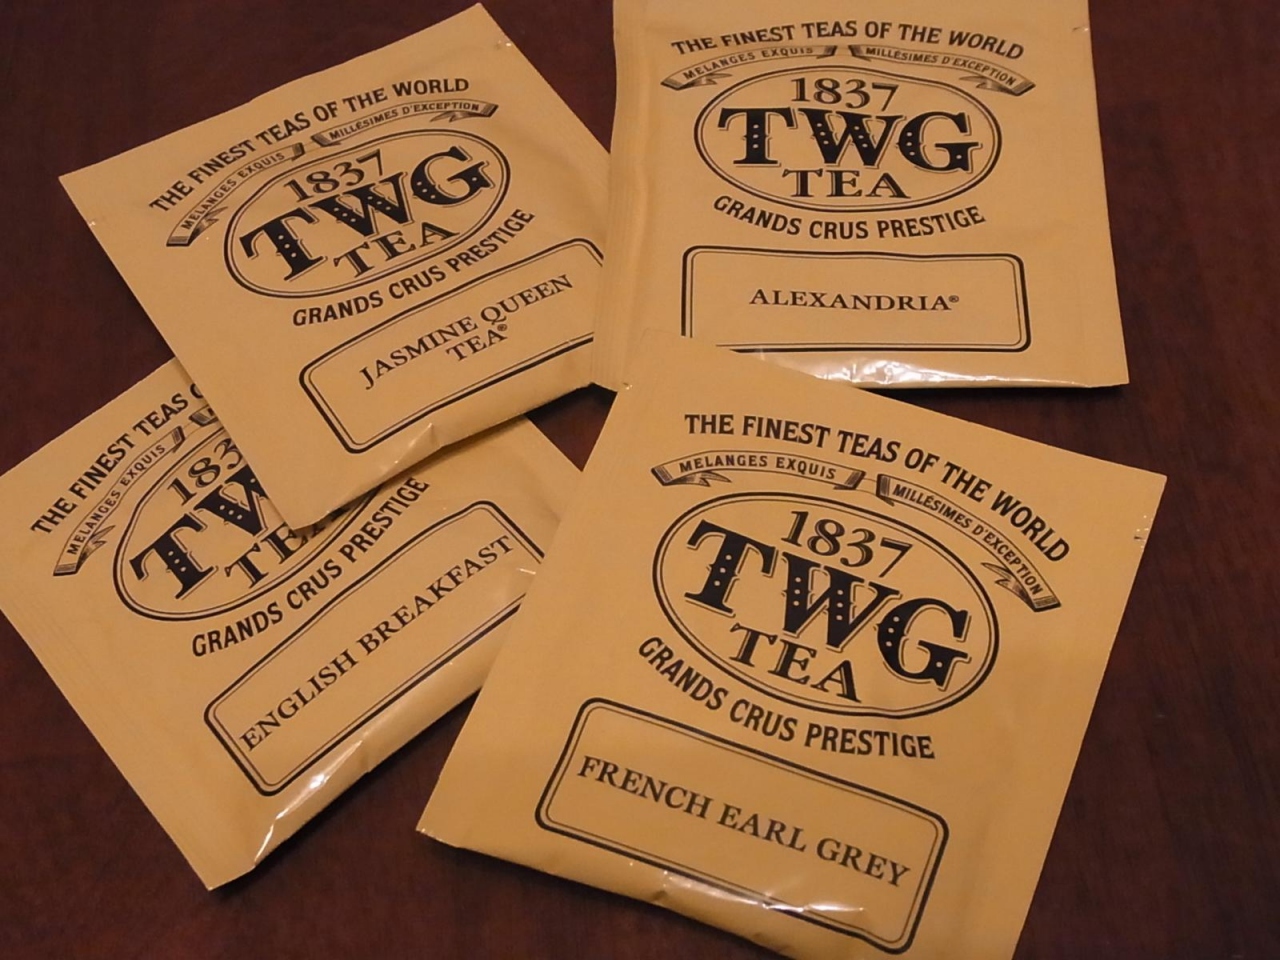 THE FINEST TEAS OF THE WORLD
MELANGES EXQUIS MILLÉSIMES D'EXCEPTION
1837
TWG
TEA
GRANDS CRUS PRESTIGE
JASMINE QUEEN
TEA®
THE FINEST TEAS OF THE WORLD
MELANGES EXQUIS MILLÉSIMES D'EXCEPTION
1837
TWG
TEA
GRANDS CRUS PRESTIGE
ALEXANDRIA®
THE FINEST TEAS
MELANGES EXQUIS
183
TW
TEA
GRANDS CRUS PRESTIGE
ENGLISH BREAKFAST
THE FINEST TEAS OF THE WORLD
MELANGES EXQUIS MILLÉSIMES D'EXCEPTION
1837
TWG
TEA
GRANDS CRUS PRESTIGE
FRENCH EARL GREY